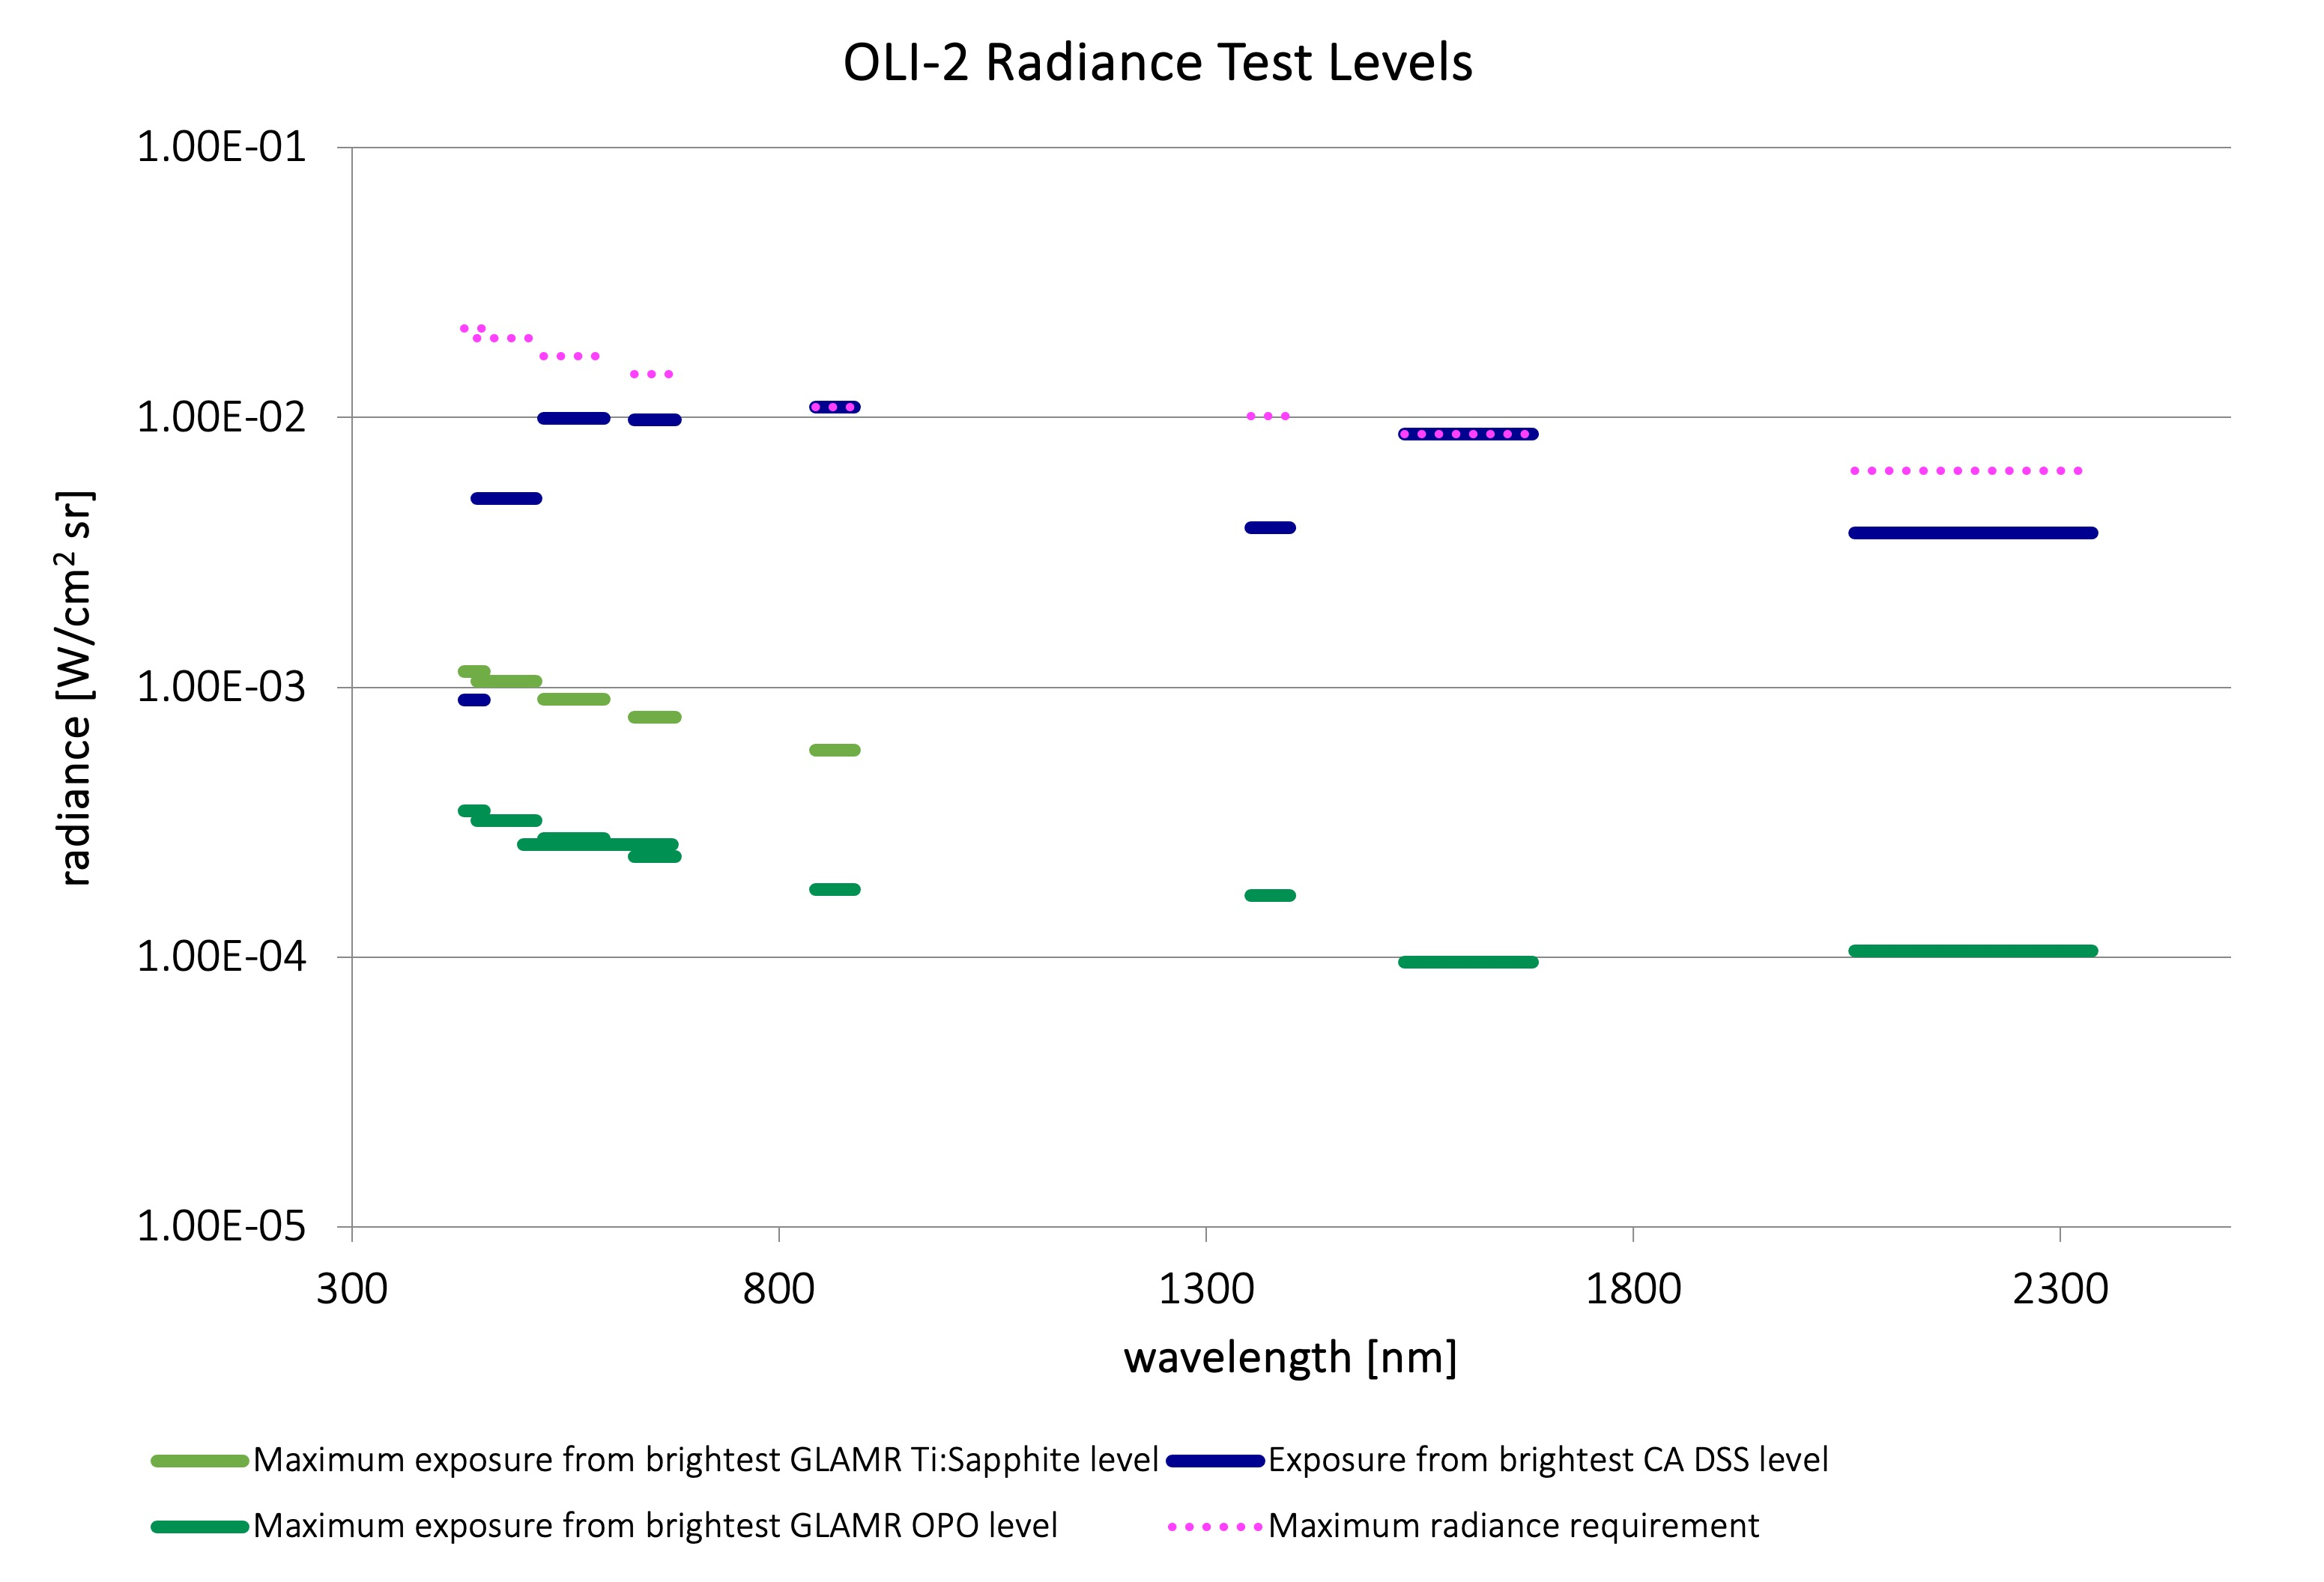 OLI-2 Radiance Test Levels
1.00E-01
1.00E-02
1.00E-03
1.00E-04
1.00E-05
radiance [W/cm² sr]
300 800 1300 1800 2300
wavelength [nm]
Maximum exposure from brightest GLAMR Ti:Sapphite level Exposure from brightest CA DSS level
Maximum exposure from brightest GLAMR OPO level Maximum radiance requirement